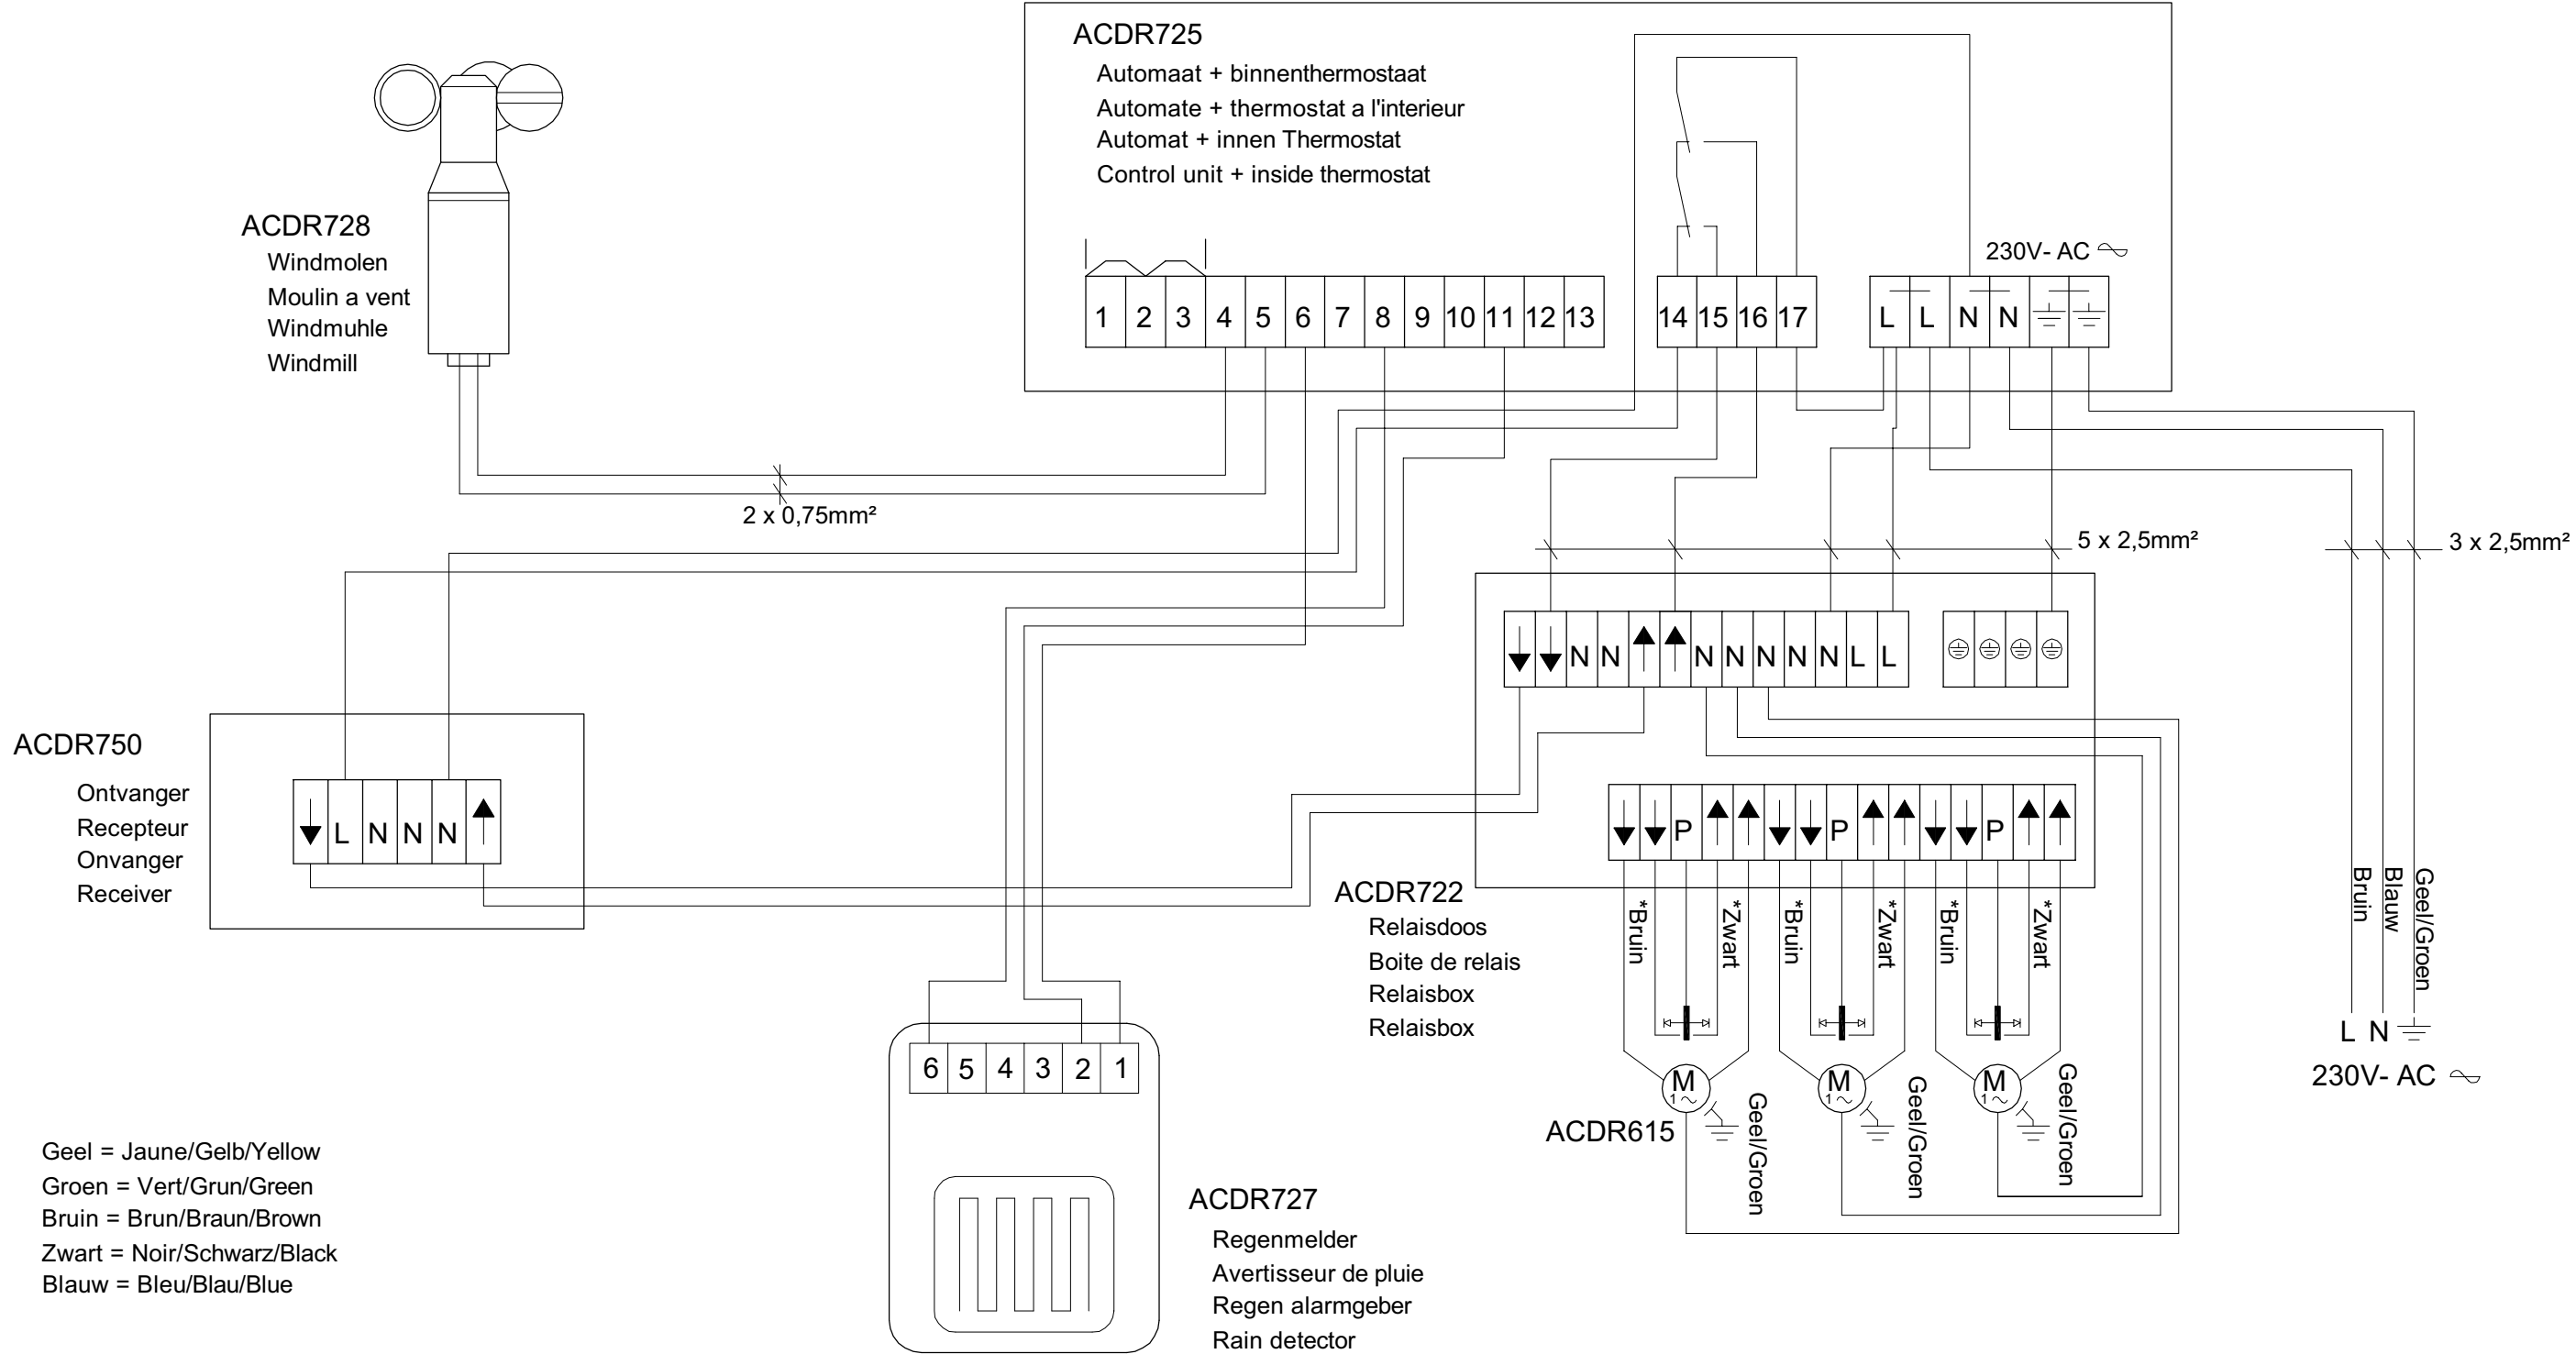 ACDR725
Automaat + binnenthermostaat
Automate + thermostat a l'interieur
Automat + innen Thermostat
Control unit + inside thermostat
230V- AC
1 2 3 4 5 6 7 8 9 10 11 12 13
14 15 16 17
L L N N
ACDR728
Windmolen
Moulin a vent
Windmuhle
Windmill
2 x 0,75mm²
5 x 2,5mm²
3 x 2,5mm²
N N N N N N N L L
ACDR750
Ontvanger
Recepteur
Onvanger
Receiver
L N N N
P P P
ACDR722
Relaisdoos
Boite de relais
Relaisbox
Relaisbox
*Bruin *Zwart *Bruin *Zwart *Bruin *Zwart
Bruin
Blauw
Geel/Groen
L N
230V- AC
M 1
M 1
M 1
Geel/Groen
Geel/Groen
Geel/Groen
ACDR615
6 5 4 3 2 1
ACDR727
Regenmelder
Avertisseur de pluie
Regen alarmgeber
Rain detector
Geel = Jaune/Gelb/Yellow
Groen = Vert/Grun/Green
Bruin = Brun/Braun/Brown
Zwart = Noir/Schwarz/Black
Blauw = Bleu/Blau/Blue